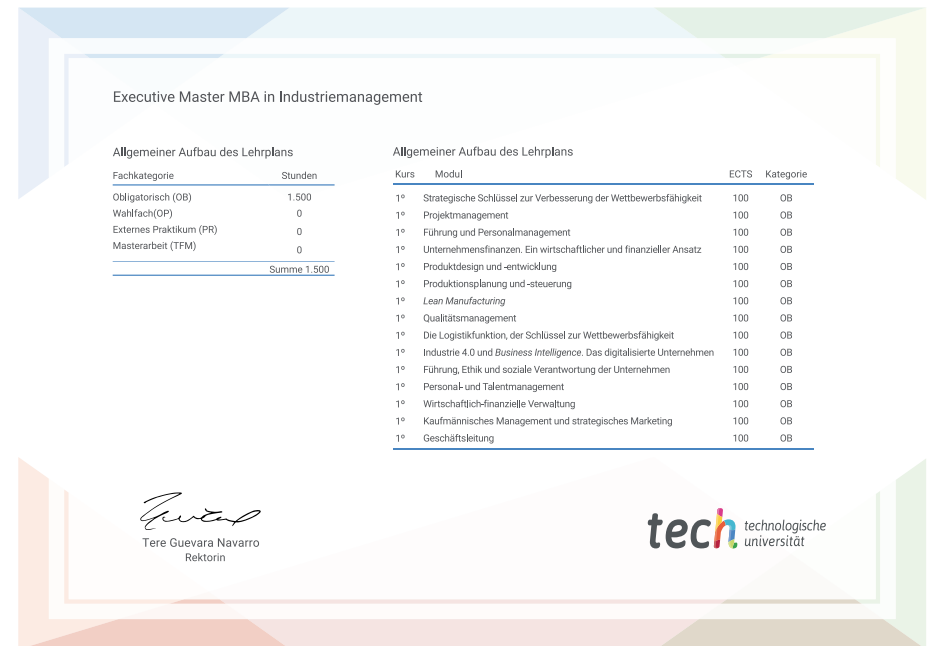 Executive Master MBA in Industriemanagement
Allgemeiner Aufbau des Lehrplans
Fachkategorie Stunden
Obligatorisch (OB) 1.500
Wahlfach(OP) 0
Externes Praktikum (PR) 0
Masterarbeit (TFM) 0
Summe 1.500
Allgemeiner Aufbau des Lehrplans
Kurs Modul ECTS Kategorie
1º Strategische Schlüssel zur Verbesserung der Wettbewerbsfähigkeit 100 OB
1º Projektmanagement 100 OB
1º Führung und Personalmanagement 100 OB
1º Unternehmensfinanzen. Ein wirtschaftlicher und finanzieller Ansatz 100 OB
1º Produktdesign und -entwicklung 100 OB
1º Produktionsplanung und -steuerung 100 OB
1º Lean Manufacturing 100 OB
1º Qualitätsmanagement 100 OB
1º Die Logistikfunktion, der Schlüssel zur Wettbewerbsfähigkeit 100 OB
1º Industrie 4.0 und Business Intelligence. Das digitalisierte Unternehmen 100 OB
1º Führung, Ethik und soziale Verantwortung der Unternehmen 100 OB
1º Personal- und Talentmanagement 100 OB
1º Wirtschaftlich-finanzielle Verwaltung 100 OB
1º Kaufmännisches Management und strategisches Marketing 100 OB
1º Geschäftsleitung 100 OB
Tere Guevara Navarro
Rektorin
tech technologische
universität